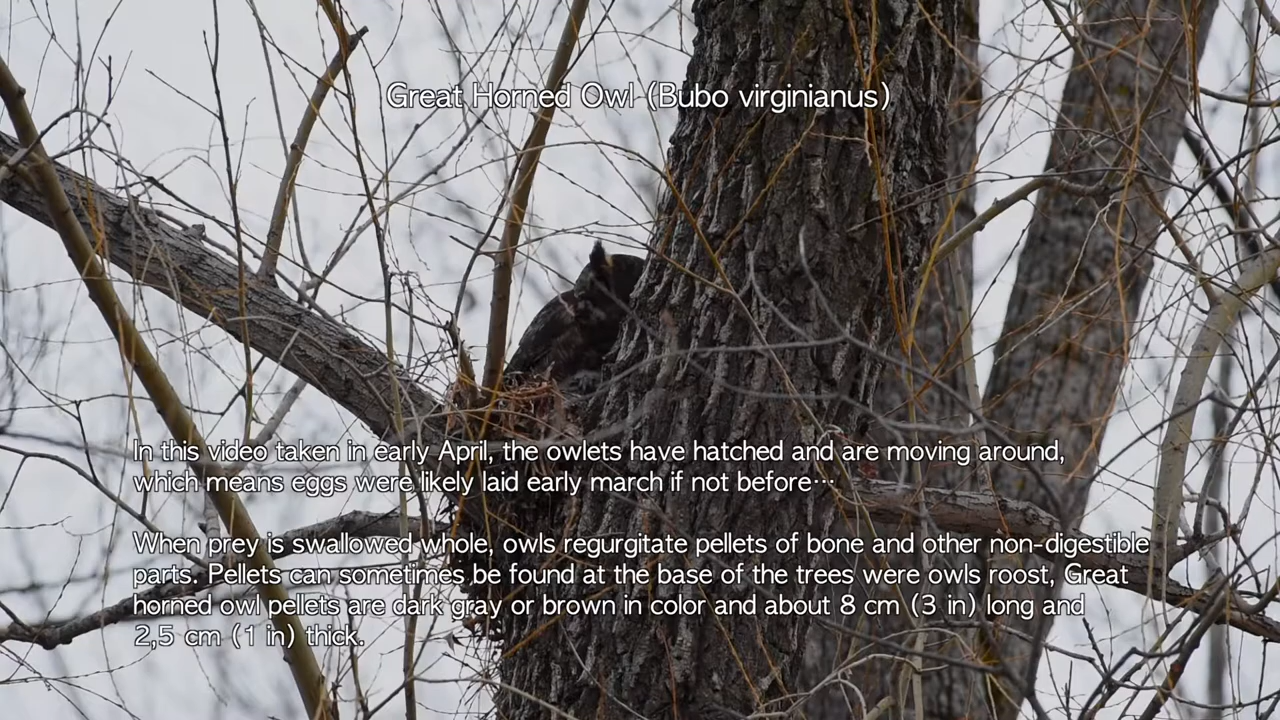 Great Horned Owl (Bubo virginianus)
In this video taken in early April, the owlets have hatched and are moving around,
which means eggs were likely laid early march if not before…
When prey is swallowed whole, owls regurgitate pellets of bone and other non-digestible
parts. Pellets can sometimes be found at the base of the trees were owls roost, Great
horned owl pellets are dark gray or brown in color and about 8 cm (3 in) long and
2,5 cm (1 in) thick.